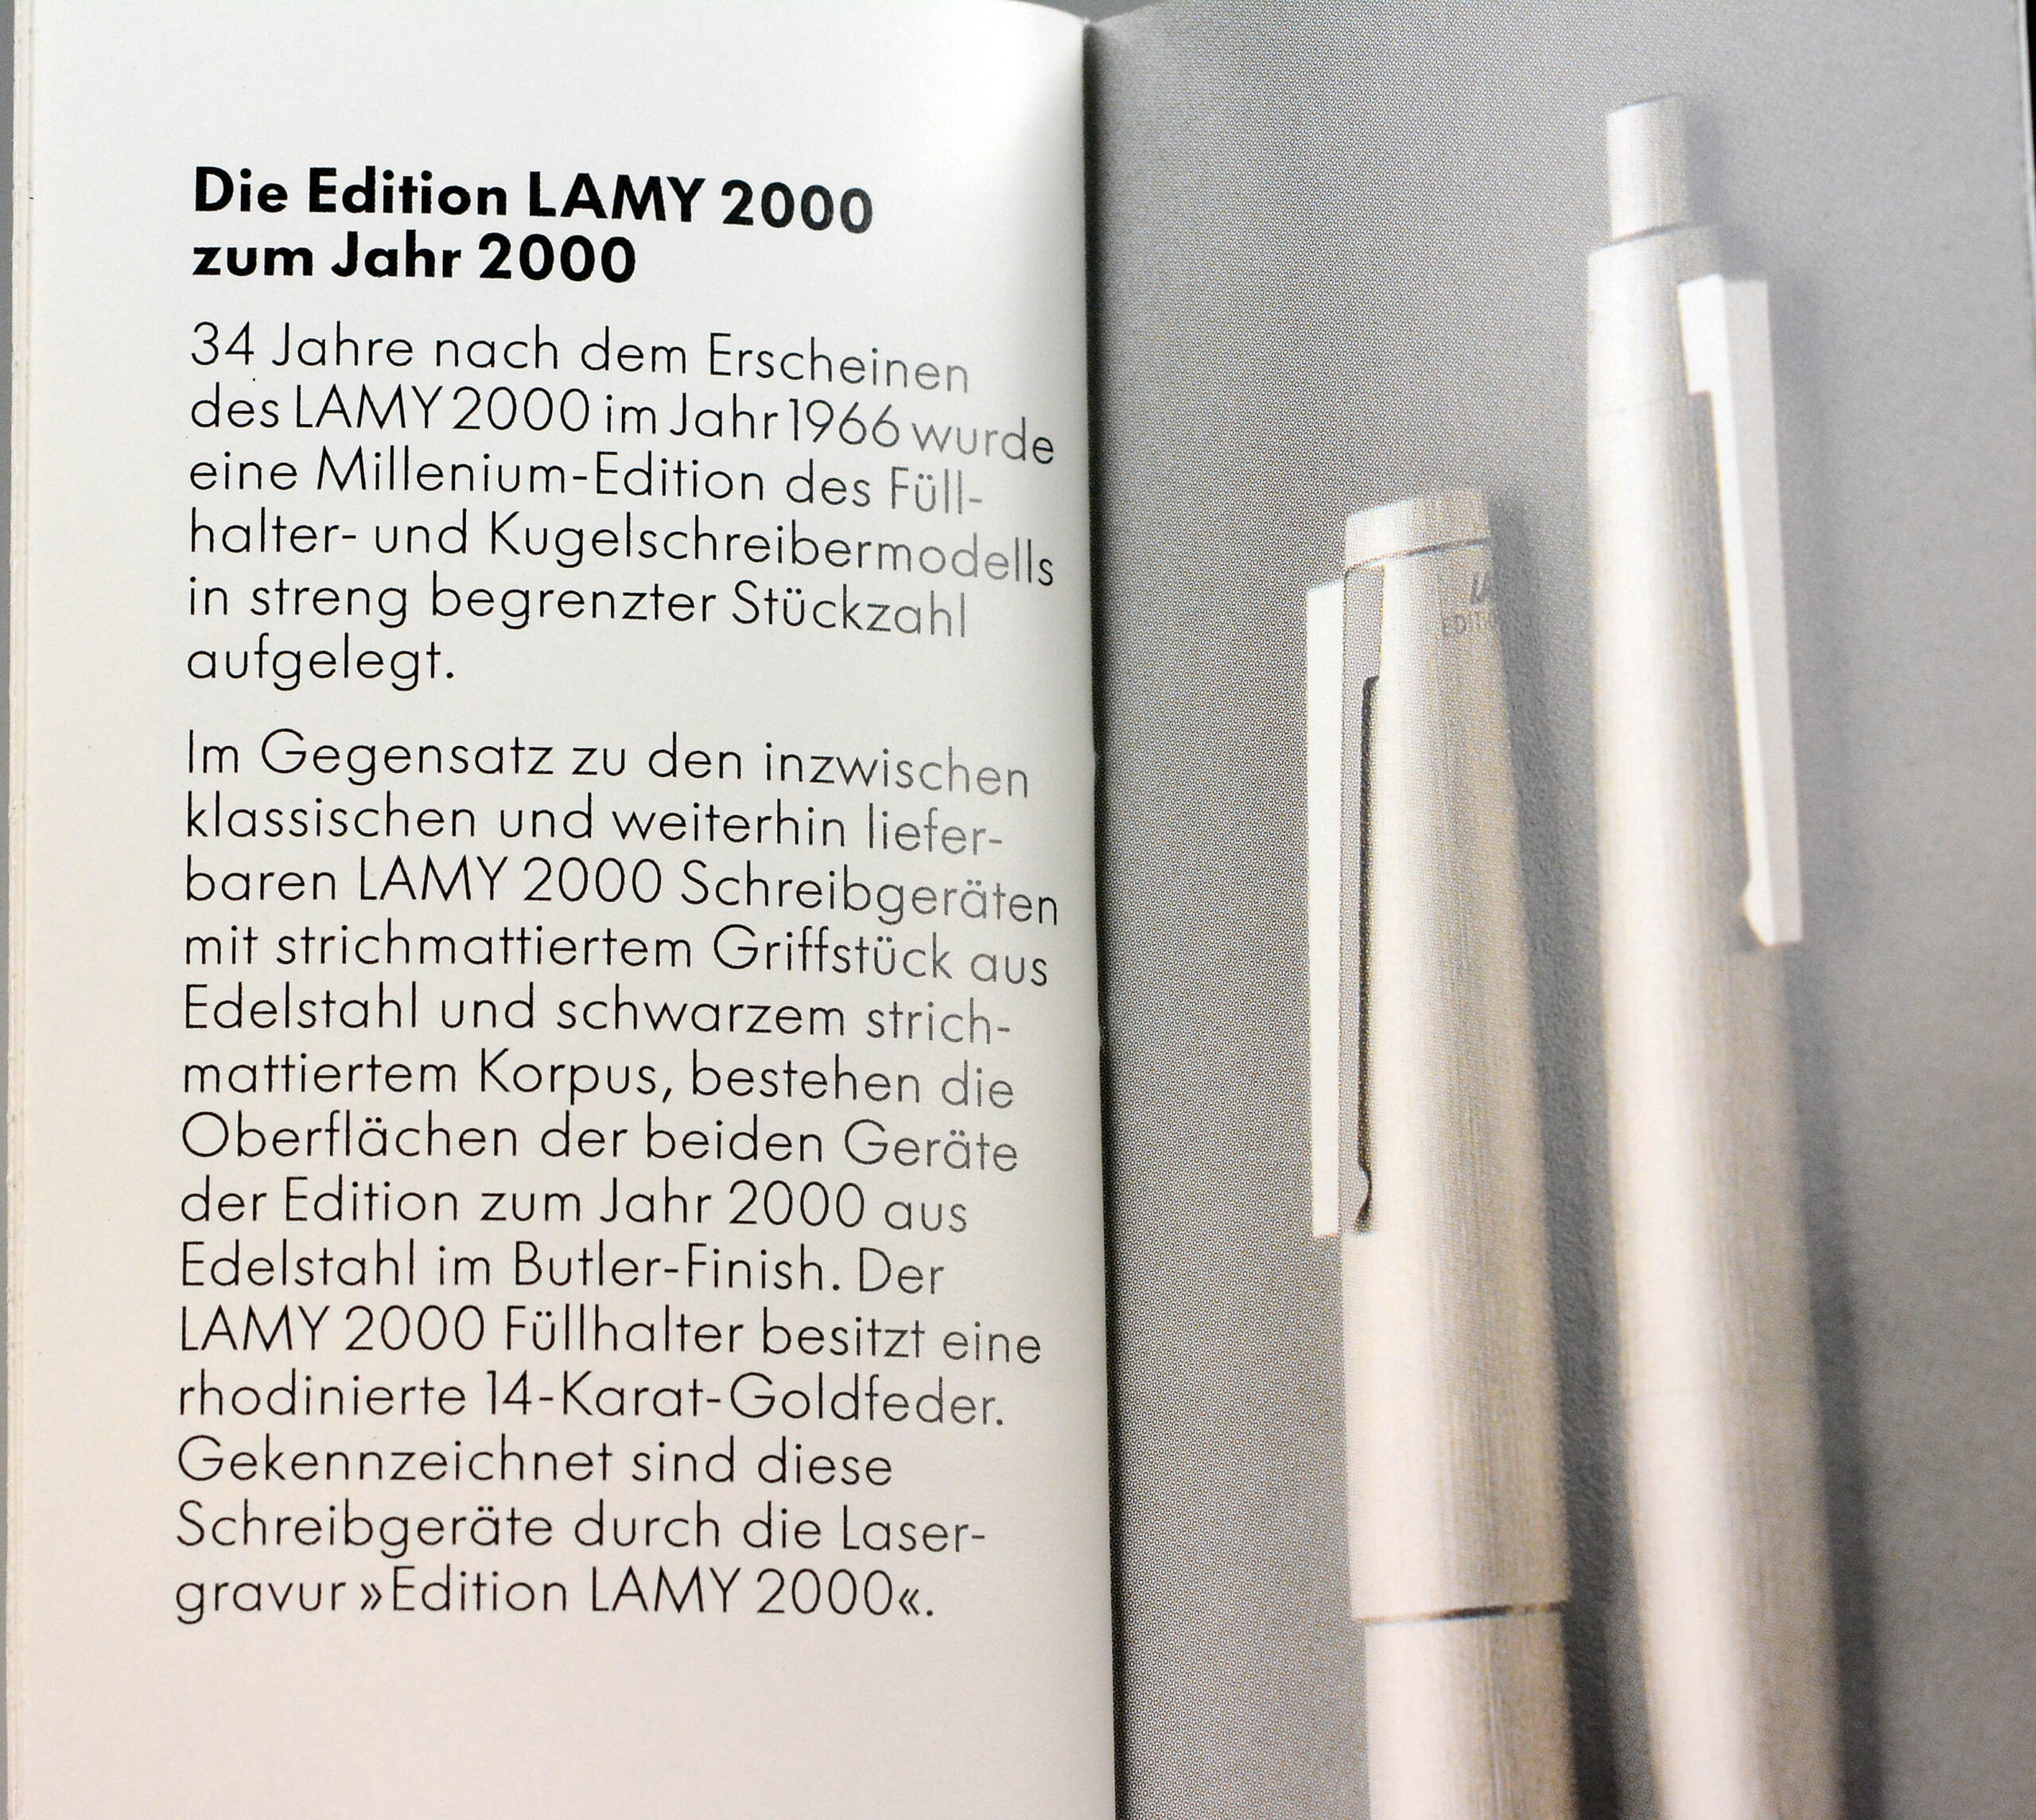 Die Edition LAMY 2000
zum Jahr 2000
34 Jahre nach dem Erscheinen
des LAMY 2000 im Jahr 1966 wurde
eine Millenium-Edition des Füll-
halter- und Kugelschreibermodells
in streng begrenzter Stückzahl
aufgelegt.
Im Gegensatz zu den inzwischen
klassischen und weiterhin liefer-
baren LAMY 2000 Schreibgeräten
mit strichmattiertem Griffstück aus
Edelstahl und schwarzem strich-
mattiertem Korpus, bestehen die
Oberflächen der beiden Geräte
der Edition zum Jahr 2000 aus
Edelstahl im Butler-Finish. Der
LAMY 2000 Füllhalter besitzt eine
rhodinierte 14-Karat-Goldfeder.
Gekennzeichnet sind diese
Schreibgeräte durch die Laser-
gravur »Edition LAMY 2000«.